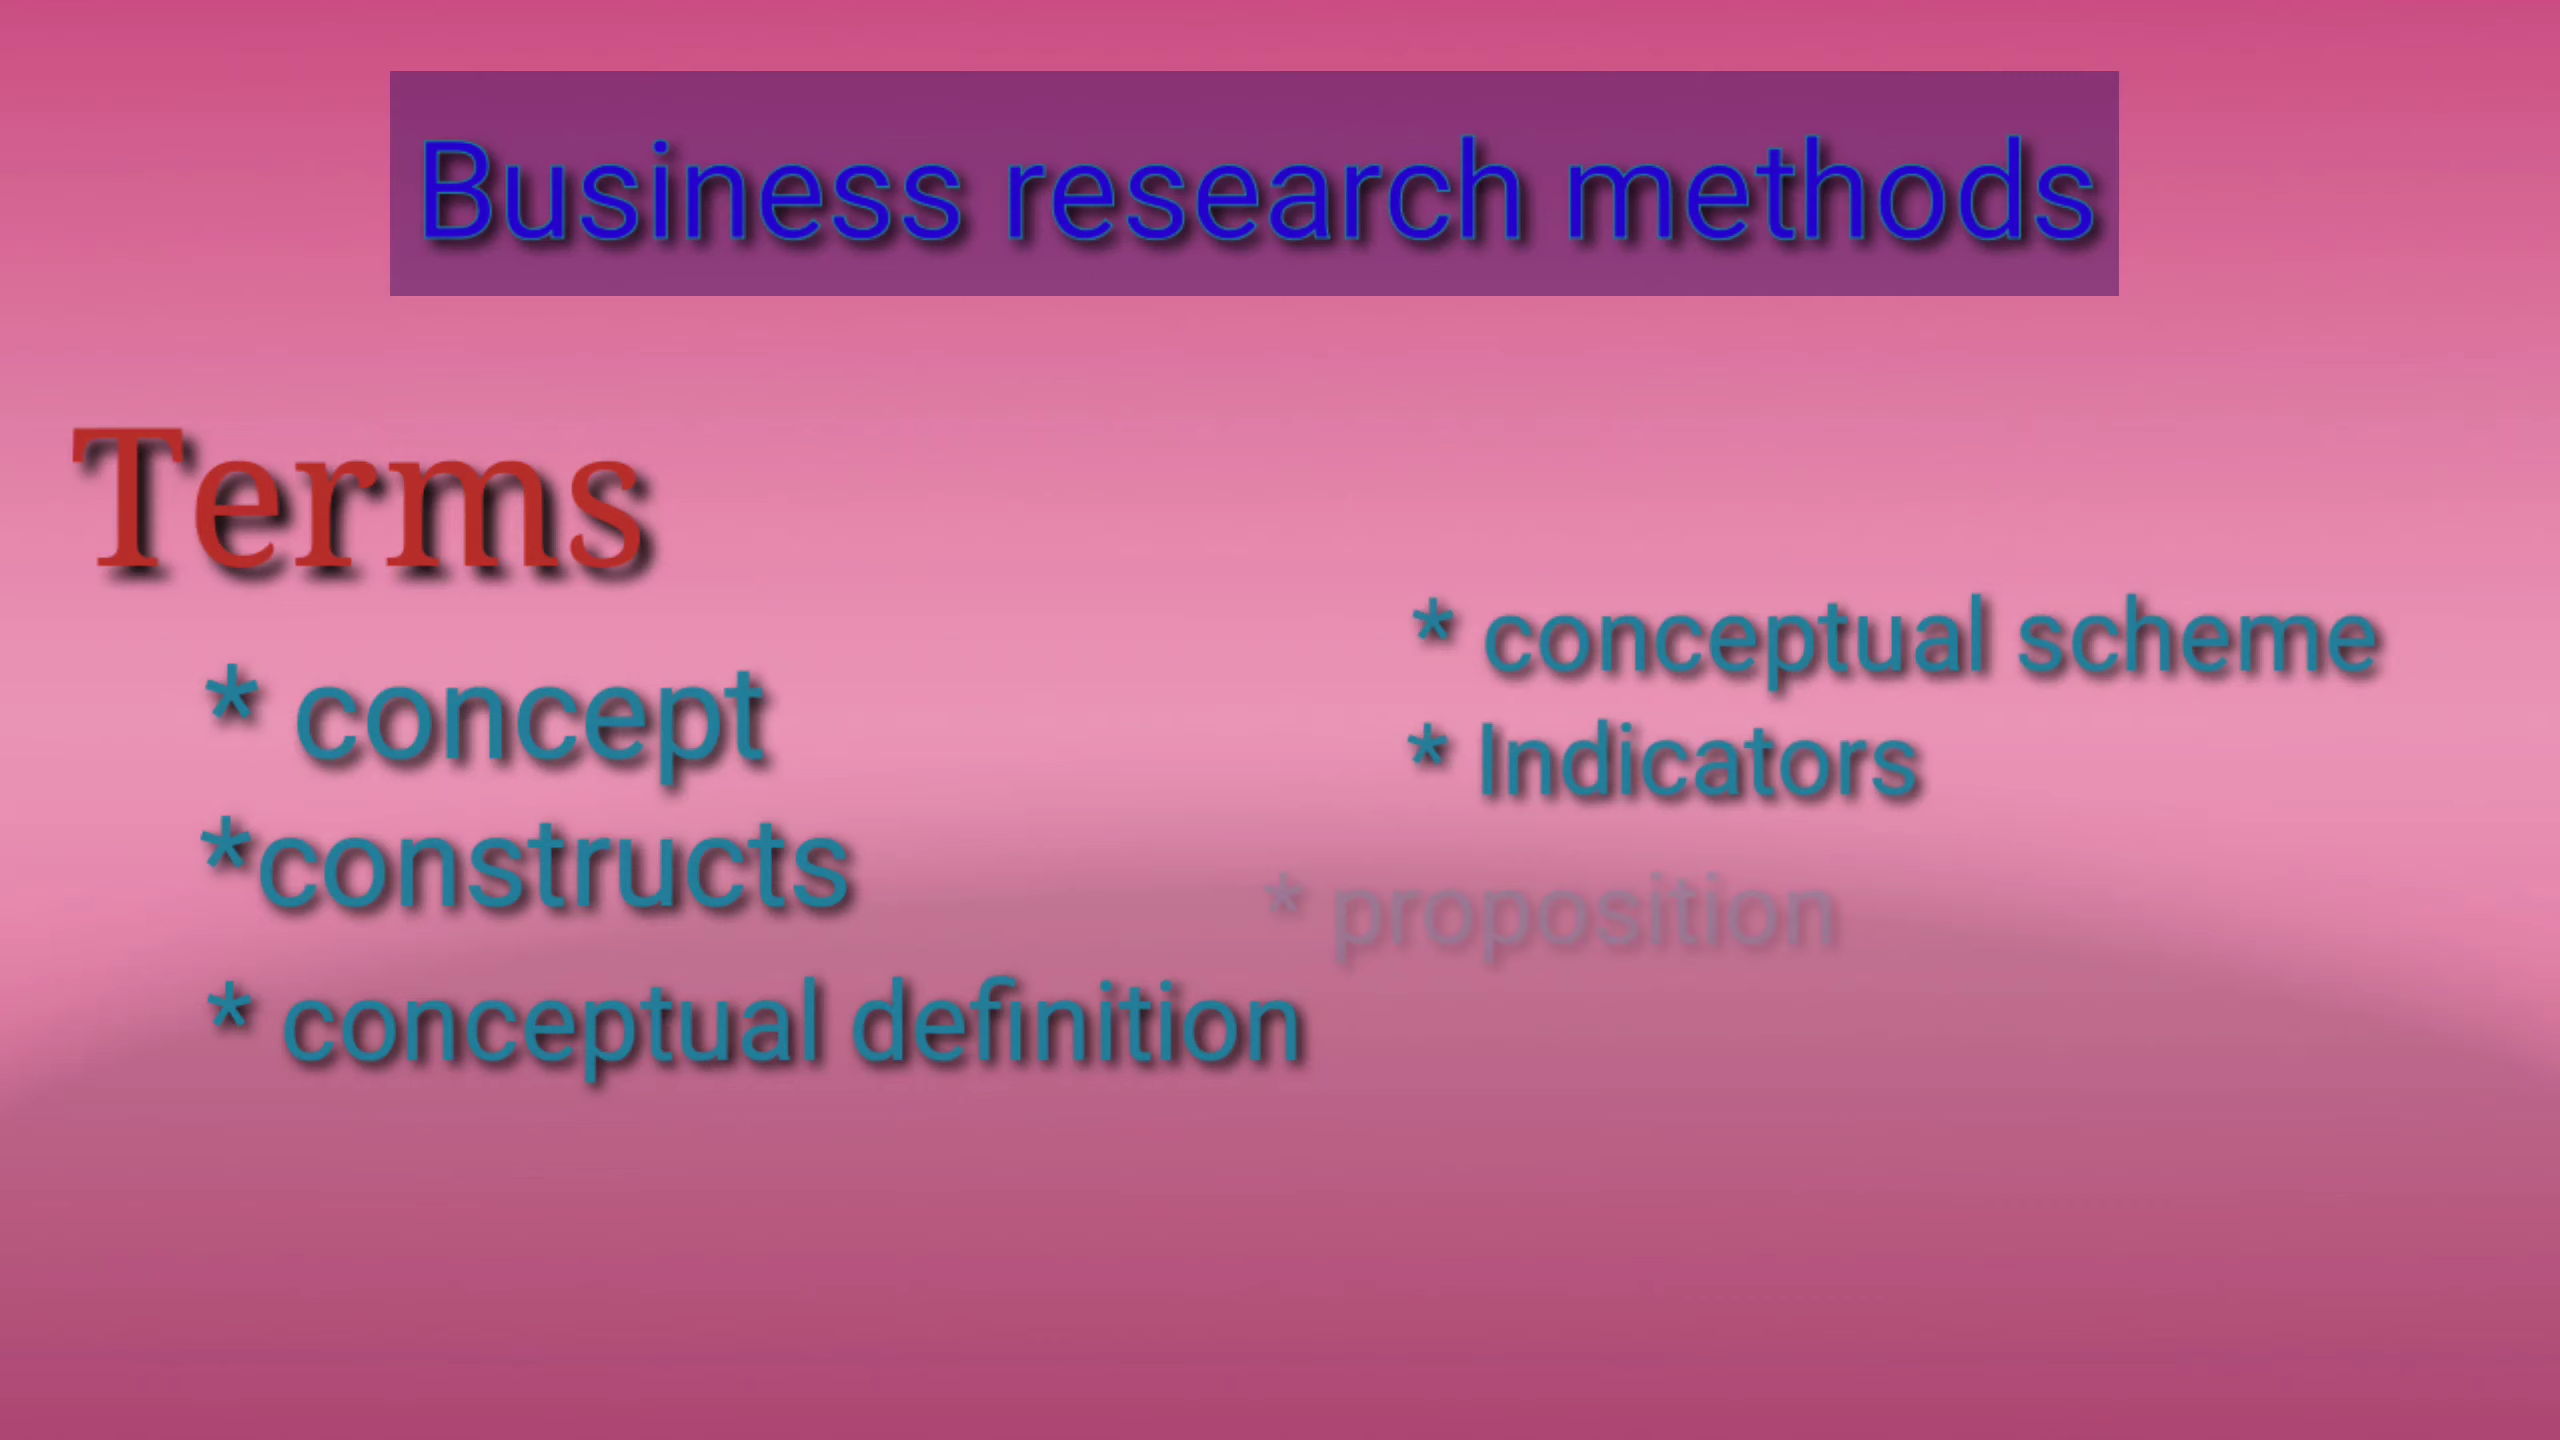 Business research methods
Terms
* concept
*constructs
* conceptual definition
* conceptual scheme
* Indicators
* proposition